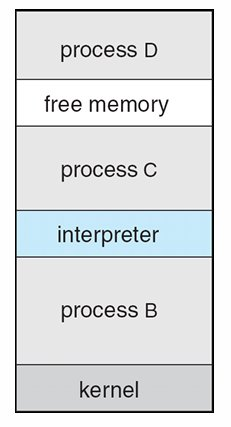 process D
free memory
process C
interpreter
process B
kernel